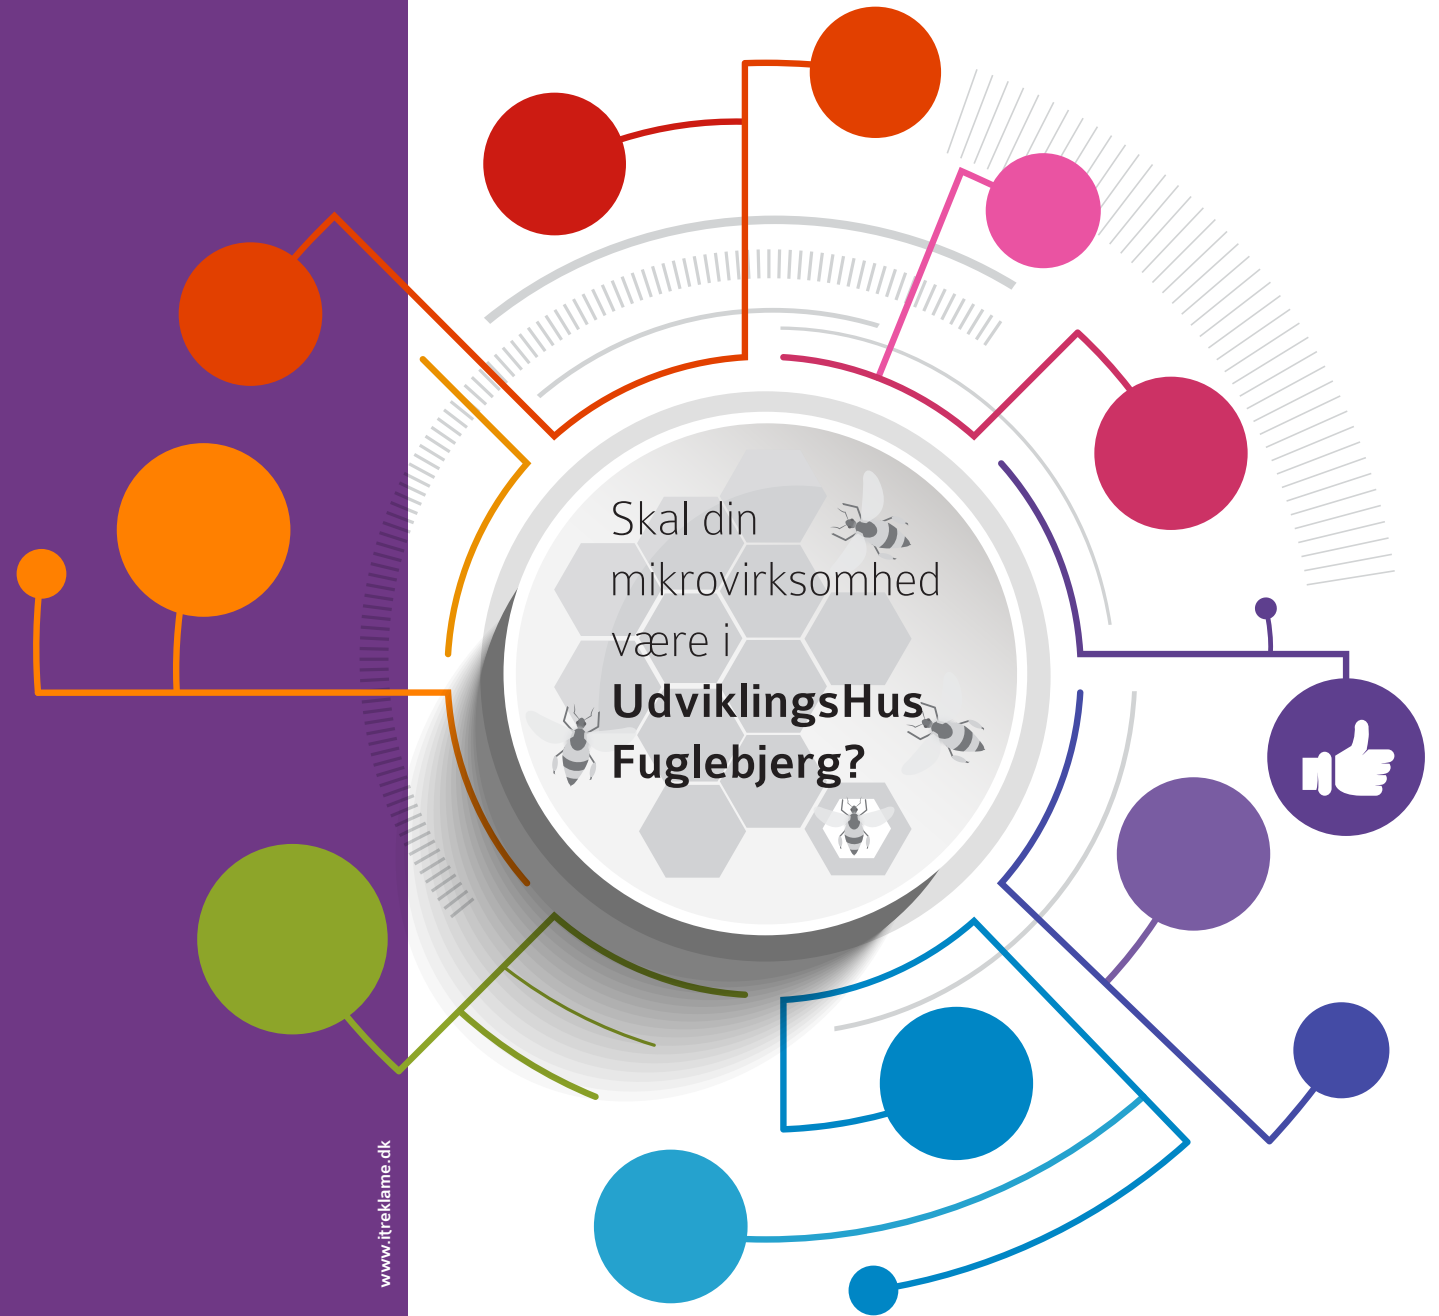 Skal din
mikrovirksomhed
være i
UdviklingsHus
Fuglebjerg?
www.itreklame.dk